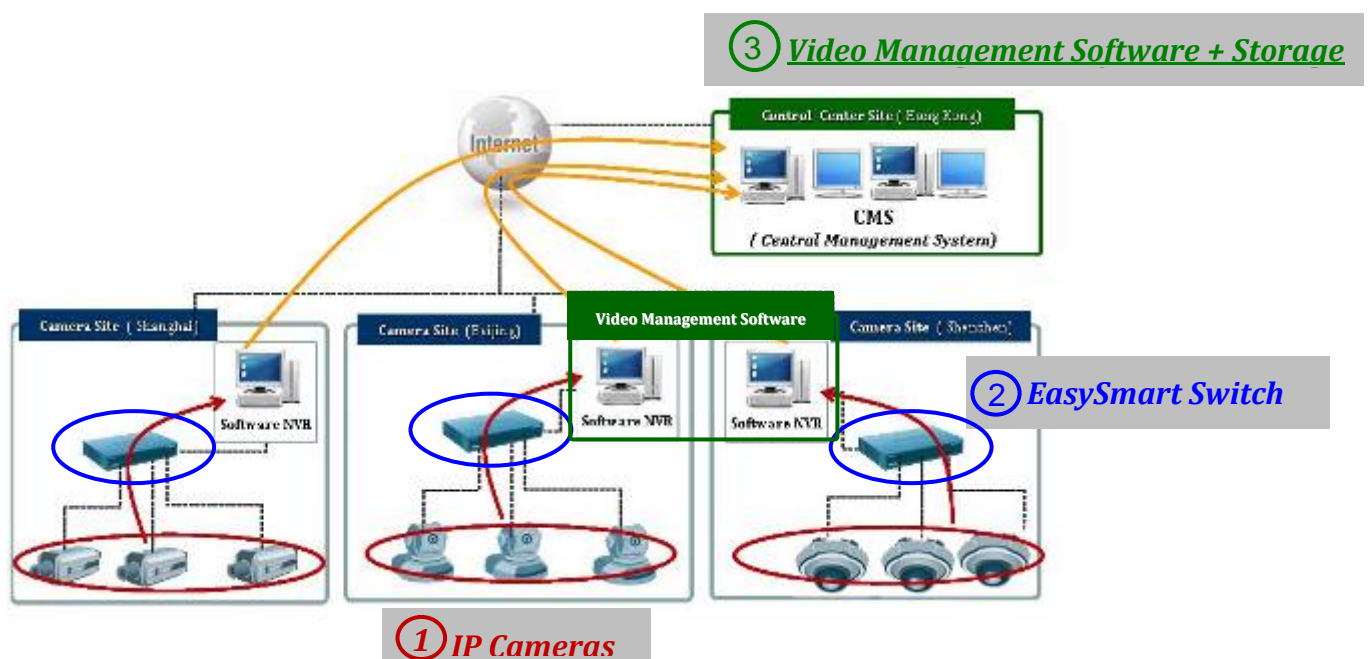 3 Video Management Software + Storage
Control Center Site ( Hong Kong)
Internet
CMS
( Central Management System)
Camera Site ( Shanghai)
Camera Site (Beijing)
Video Management Software
Camera Site ( Shenzhen)
Software NVR
Software NVR
Software NVR
2 EasySmart Switch
1 IP Cameras